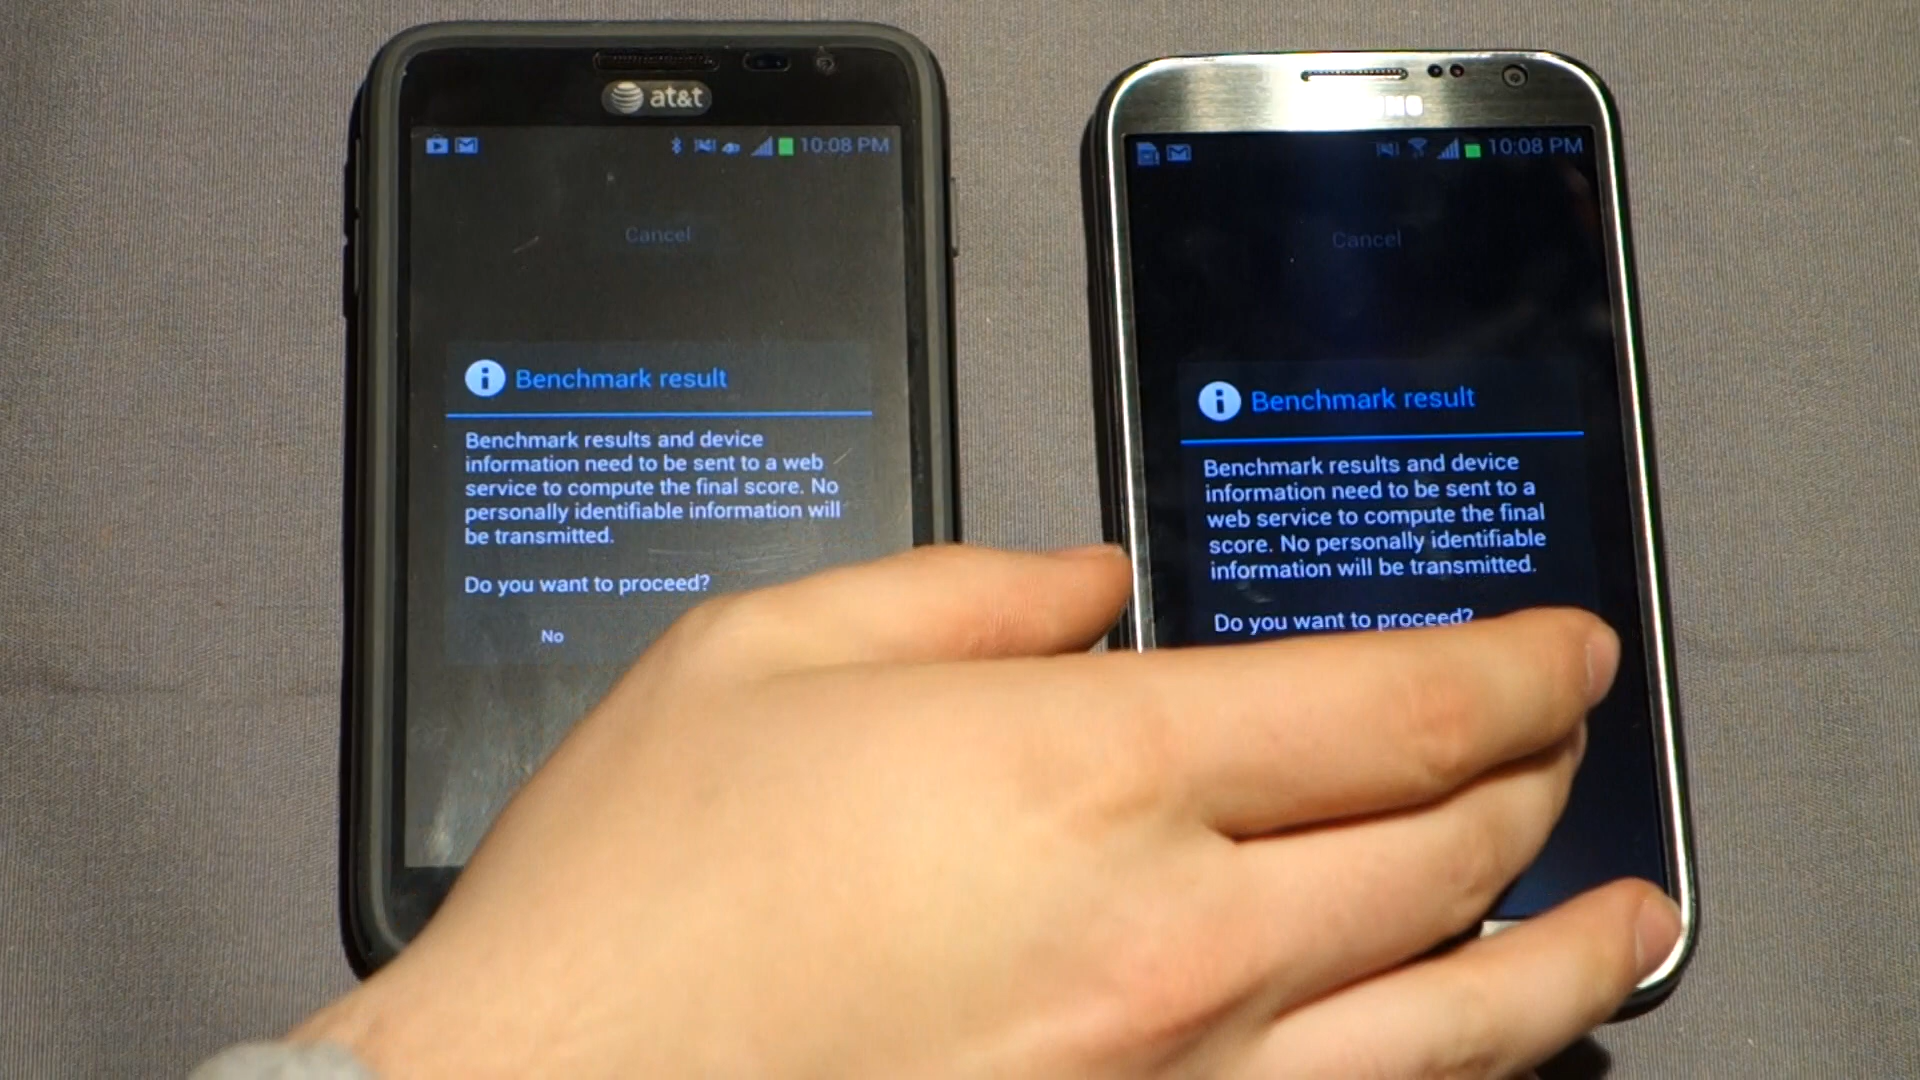 at&t
10:08 PM
Cancel
Benchmark result
Benchmark results and device
information need to be sent to a web
service to compute the final score. No
personally identifiable information will
be transmitted.
Do you want to proceed?
No
10:08 PM
Cancel
Benchmark result
Benchmark results and device
information need to be sent to a
web service to compute the final
score. No personally identifiable
information will be transmitted.
Do you want to proceed?